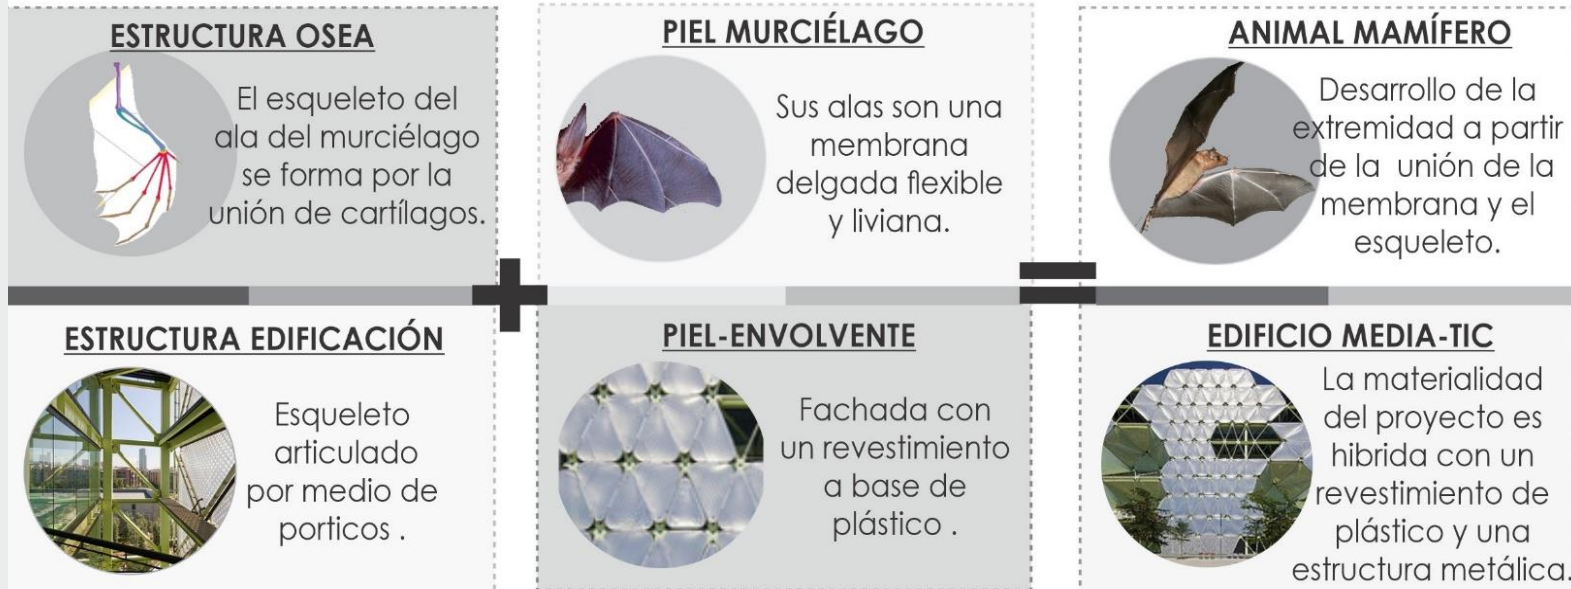 ESTRUCTURA OSEA
El esqueleto del
ala del murciélago
se forma por la
unión de cartílagos.
PIEL MURCIÉLAGO
Sus alas son una
membrana
delgada flexible
y liviana.
ANIMAL MAMÍFERO
Desarrollo de la
extremidad a partir
de la unión de la
membrana y el
esqueleto.
ESTRUCTURA EDIFICACIÓN
Esqueleto
articulado
por medio de
porticos .
PIEL-ENVOLVENTE
Fachada con
un revestimiento
a base de
plástico .
EDIFICIO MEDIA-TIC
La materialidad
del proyecto es
hibrida con un
revestimiento de
plástico y una
estructura metálica.